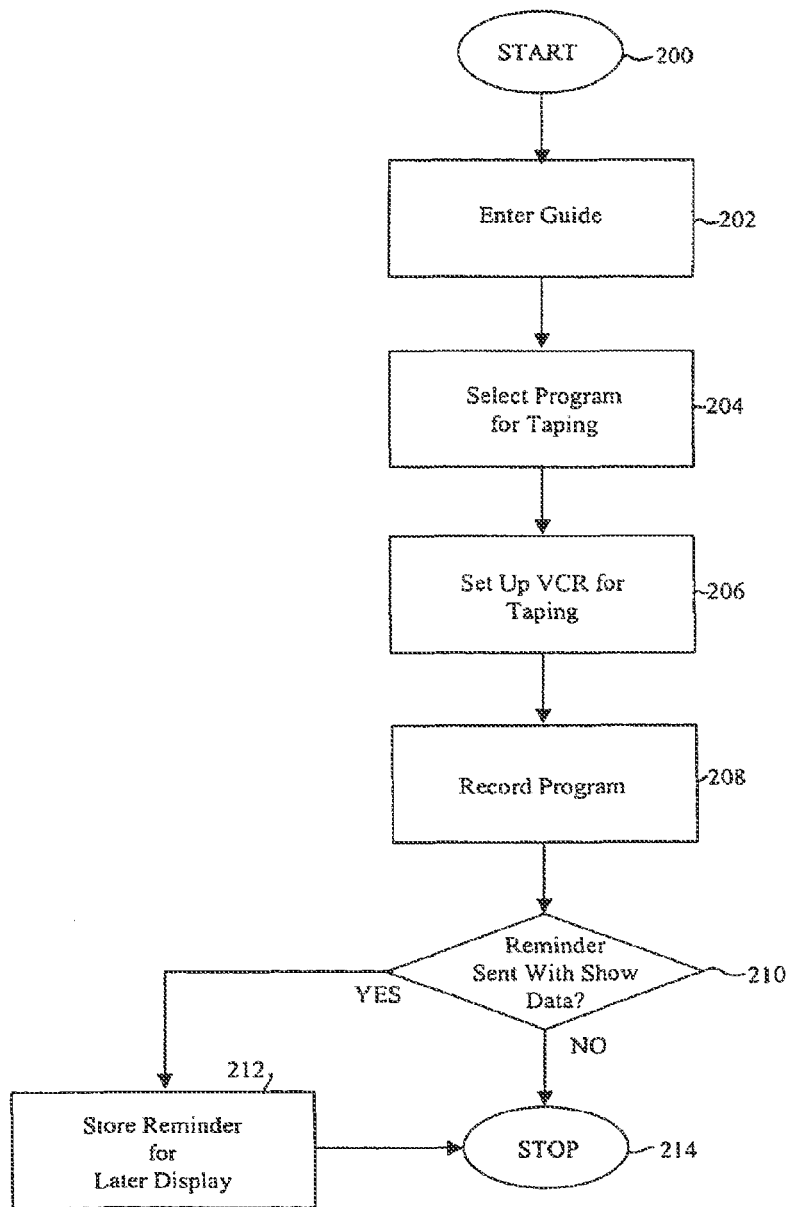 START
200
Enter Guide
202
Select Program
for Taping
204
Set Up VCR for
Taping
206
Record Program
208
Reminder
Sent With Show
Data?
210
YES
NO
212
Store Reminder
for
Later Display
STOP
214